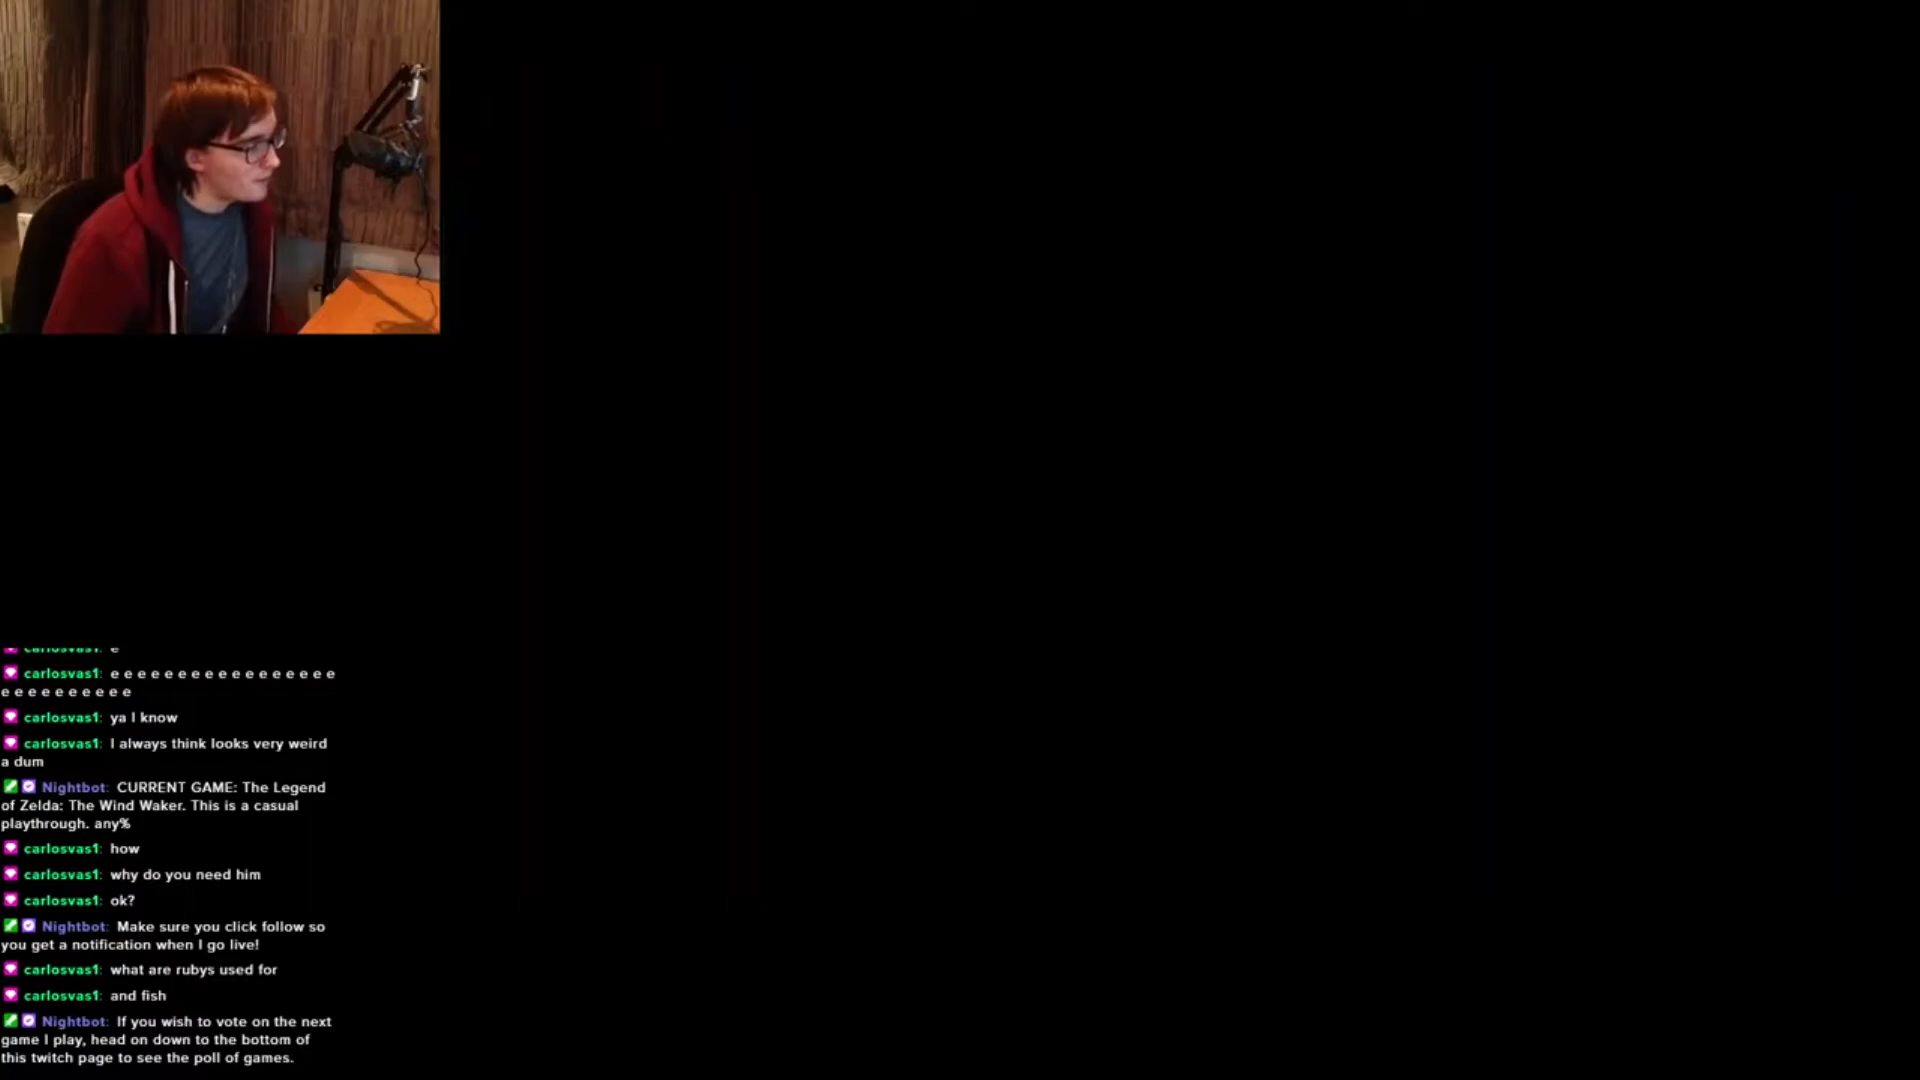 carlosvas1: e
carlosvas1: e e e e e e e e e e e e e e e e e
e e e e e e e e e e
carlosvas1: ya I know
carlosvas1: I always think looks very weird
a dum
Nightbot: CURRENT GAME: The Legend
of Zelda: The Wind Waker. This is a casual
playthrough. any%
carlosvas1: how
carlosvas1: why do you need him
carlosvas1: ok?
Nightbot: Make sure you click follow so
you get a notification when I go live!
carlosvas1: what are rubys used for
carlosvas1: and fish
Nightbot: If you wish to vote on the next
game I play, head on down to the bottom of
this twitch page to see the poll of games.